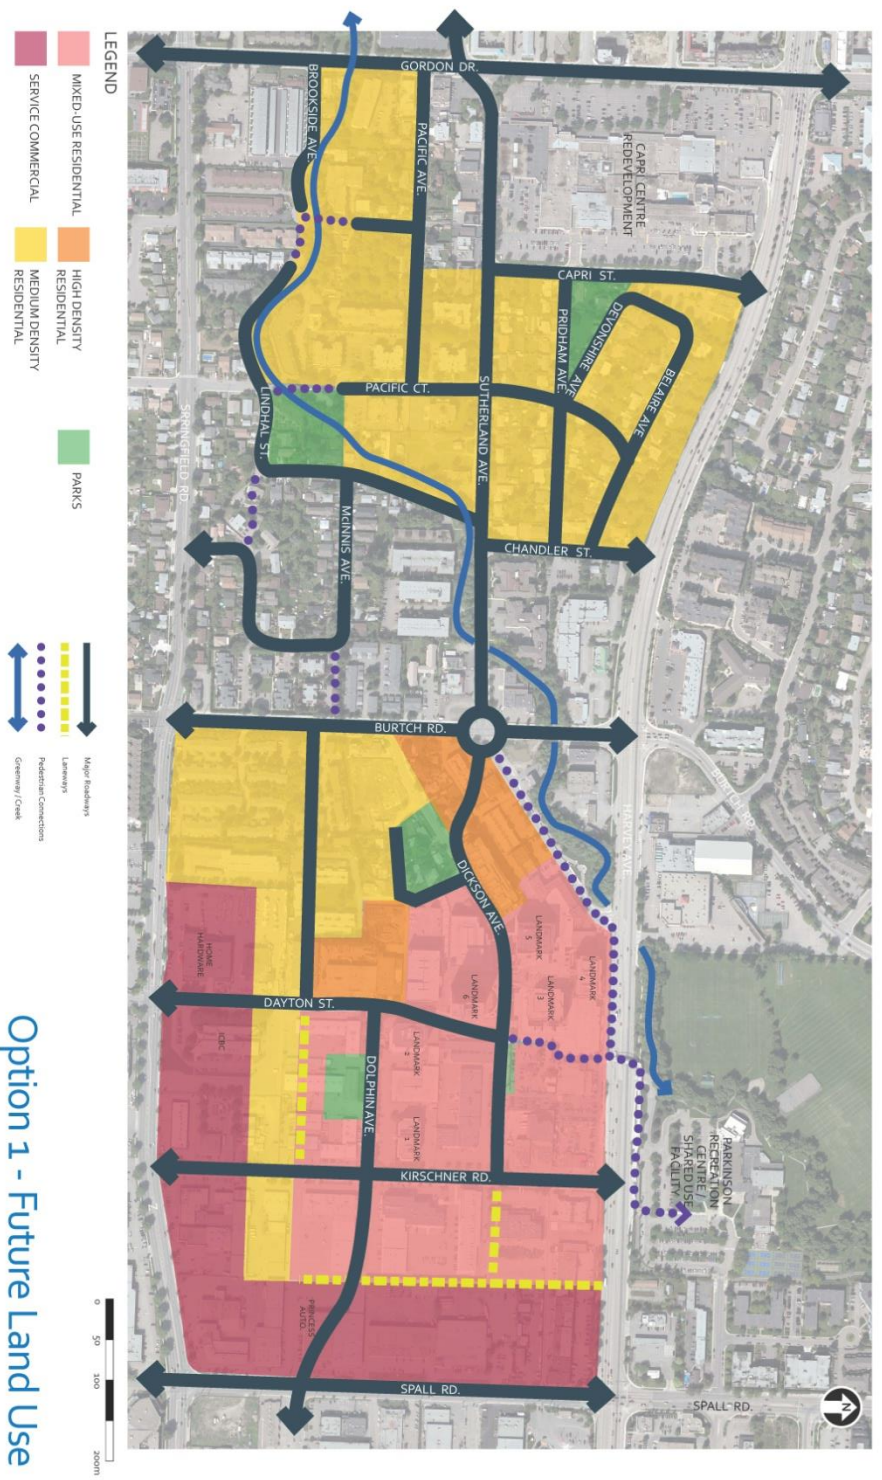 LEGEND
MIXED-USE RESIDENTIAL
SERVICE COMMERCIAL
HIGH DENSITY
RESIDENTIAL
MEDIUM DENSITY
RESIDENTIAL
PARKS
Major Roadways
Laneways
Pedestrian Connections
Greenway / Creek
Option 1 - Future Land Use
0
50
100
200m
N
GORDON DR.
BROOKSIDE AVE.
PACIFIC AVE.
CAPRI CENTRE
REDEVELOPMENT
CAPRI ST.
PRIDHAM AVE.
DEVONSHIRE AVE
BELAIRE AVE
PACIFIC CT.
SUTHERLAND AVE.
LINDHAL ST.
SPRINGFIELD RD
McINNIS AVE.
CHANDLER ST.
BURTCH RD.
BURTCH RD
HARVEY AVE
DICKSON AVE.
LANDMARK
5
LANDMARK
4
LANDMARK
3
LANDMARK
6
HOME
HARDWARE
DAYTON ST.
ICBC
LANDMARK
2
LANDMARK
1
DOLPHIN AVE.
KIRSCHNER RD.
PARKINSON
RECREATION
CENTRE /
SHARED USE
FACILITY
PRINCESS
AUTO
SPALL RD.
SPALL RD.